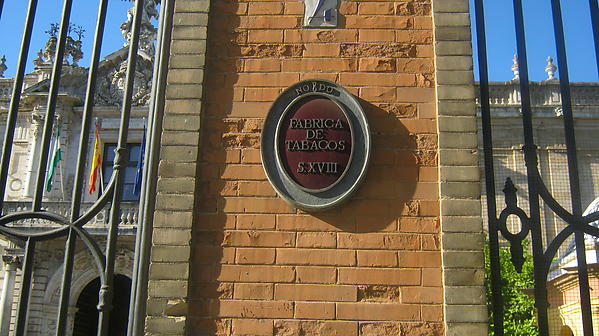 NO8DO
FABRICA
DE
TABACOS
S.XVIII